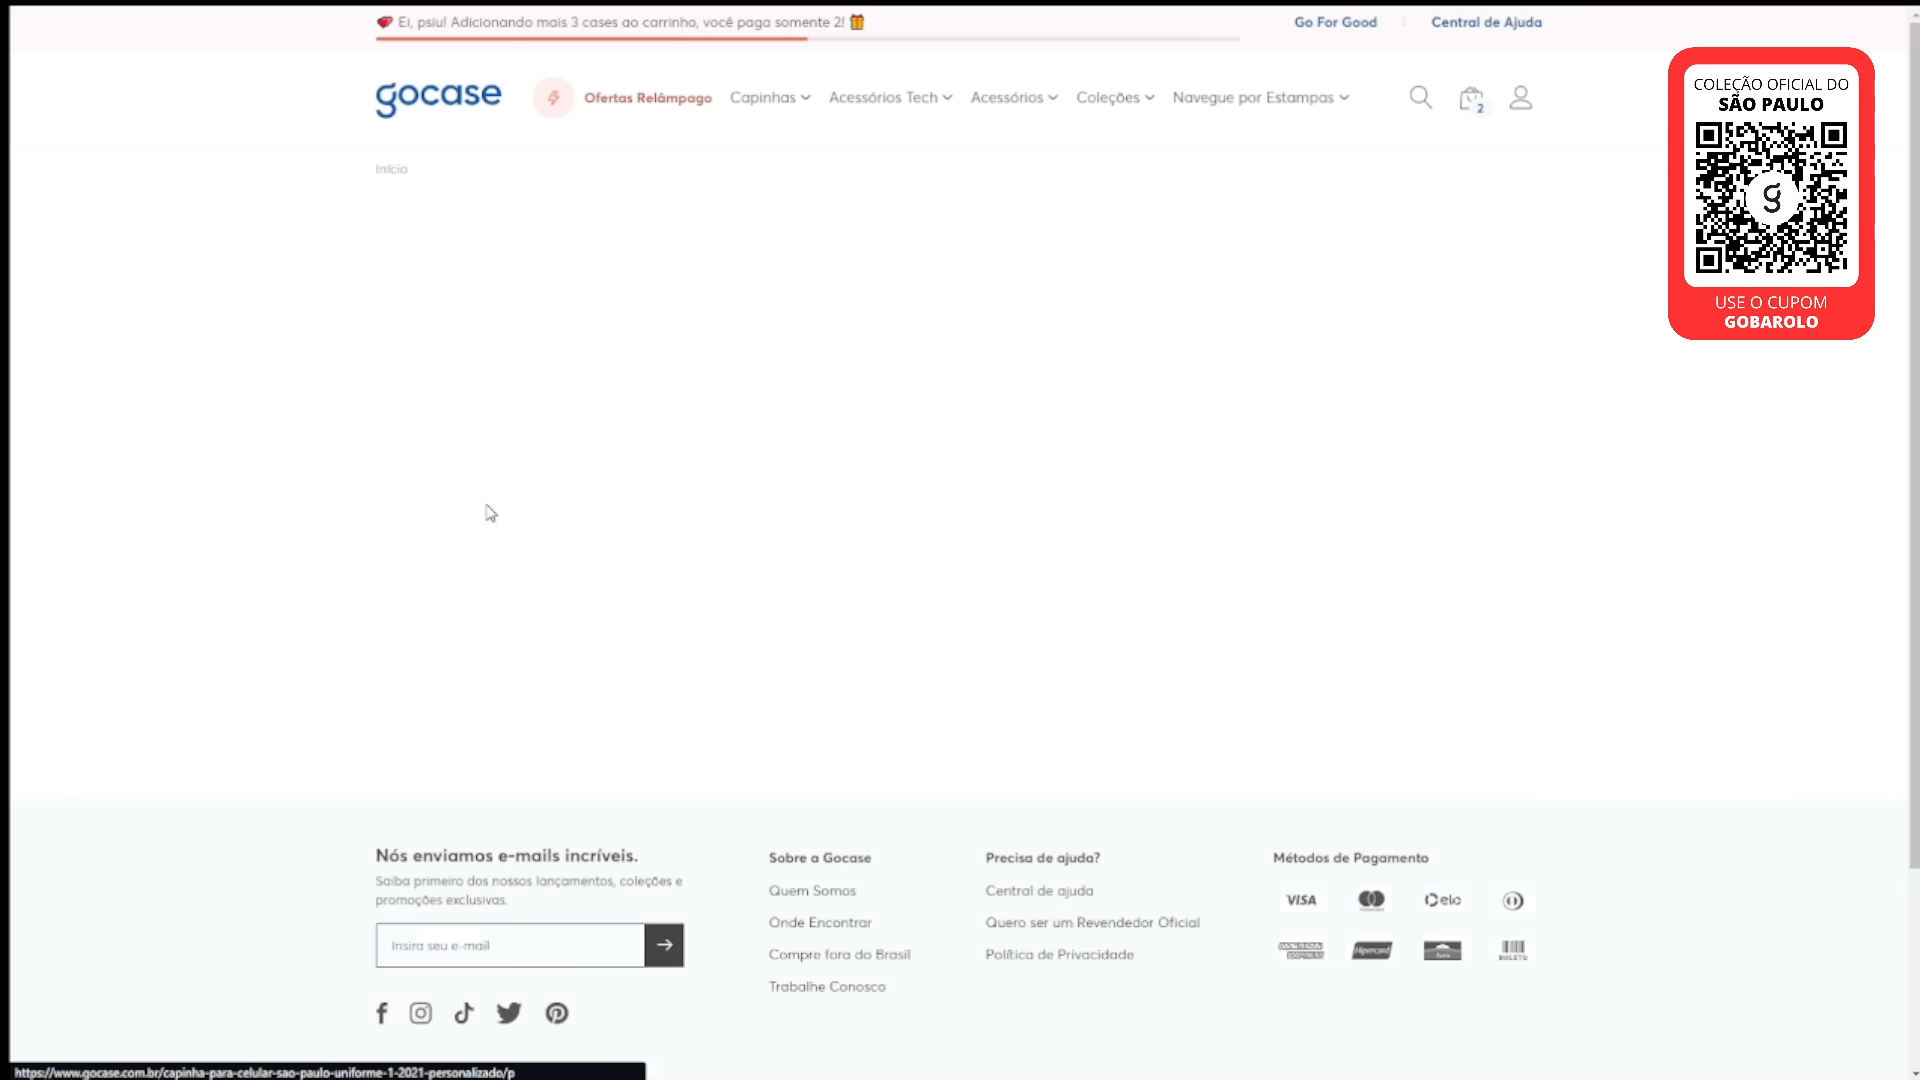 Ei, psiu! Adicionando mais 3 cases ao carrinho, você paga somente 2!
Go For Good
Central de Ajuda
gocase
Ofertas Relâmpago
Capinhas
Acessórios Tech
Acessórios
Coleções
Navegue por Estampas
2
Início
COLEÇÃO OFICIAL DO
SÃO PAULO
g
USE O CUPOM
GOBAROLO
Nós enviamos e-mails incríveis.
Saiba primeiro dos nossos lançamentos, coleções e
promoções exclusivas.
Insira seu e-mail
Sobre a Gocase
Quem Somos
Onde Encontrar
Compre fora do Brasil
Trabalhe Conosco
Precisa de ajuda?
Central de ajuda
Quero ser um Revendedor Oficial
Política de Privacidade
Métodos de Pagamento
VISA
elo
Hipercard
Aura
BOLETO
https://www.gocase.com.br/capinha-para-celular-sao-paulo-uniforme-1-2021-personalizado/p